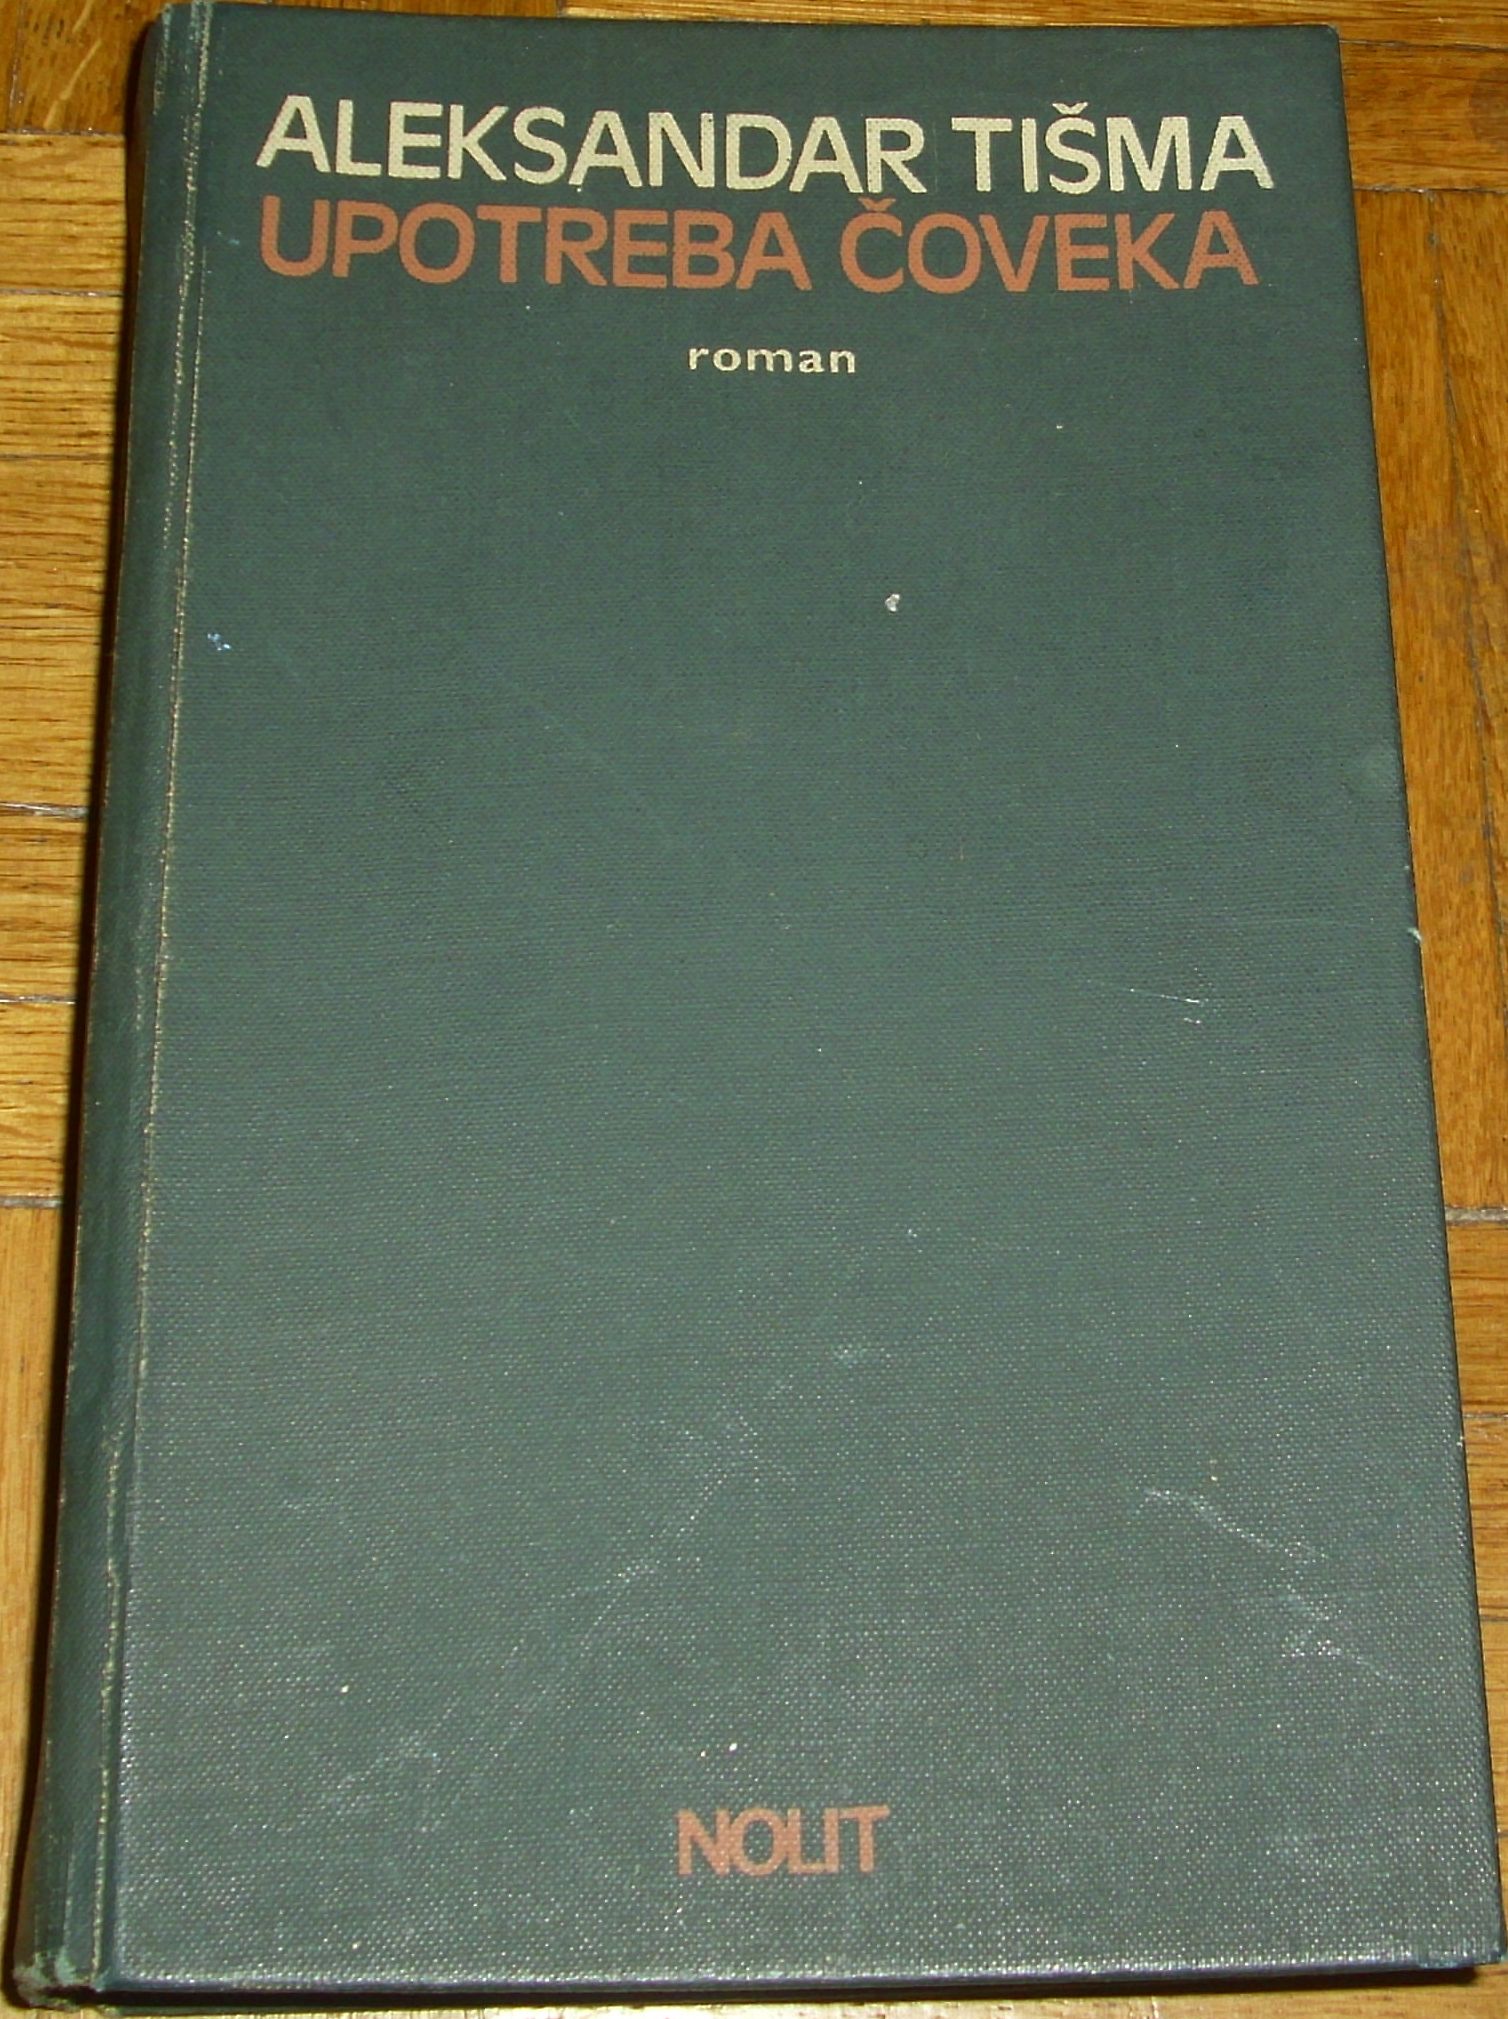 ALEKSANDAR TIŠMA
UPOTREBA ČOVEKA
roman
NOLIT